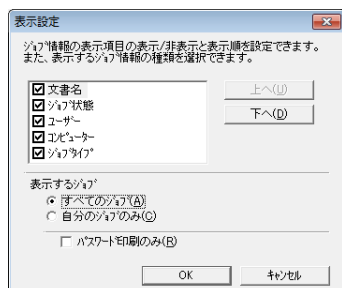 表示設定
ｼﾞｮﾌﾞ情報の表示項目の表示/非表示と表示順を設定できます。
また、表示するｼﾞｮﾌﾞ情報の種類を選択できます。
文書名
ｼﾞｮﾌﾞ状態
ﾕｰｻﾞｰ
ｺﾝﾋﾟｭｰﾀｰ
ｼﾞｮﾌﾞﾀｲﾌﾟ
上へ(U)
下へ(D)
表示するｼﾞｮﾌﾞ
すべてのｼﾞｮﾌﾞ(A)
自分のｼﾞｮﾌﾞのみ(C)
ﾊﾟｽﾜｰﾄﾞ印刷のみ(R)
OK
ｷｬﾝｾﾙ